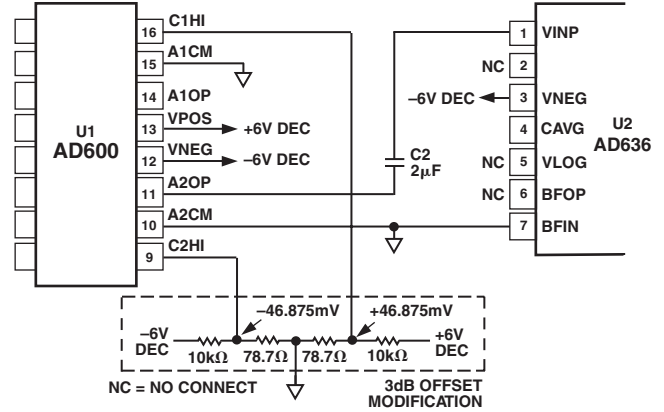 U1
AD600
16 C1HI
15 A1CM
14 A1OP
13 VPOS
+6V DEC
12 VNEG
–6V DEC
11 A2OP
10 A2CM
9 C2HI
C2
2μF
U2
AD636
1 VINP
NC 2
–6V DEC 3 VNEG
4 CAVG
NC 5 VLOG
NC 6 BFOP
7 BFIN
–46.875mV
+46.875mV
–6V
DEC
10kΩ
78.7Ω
78.7Ω
10kΩ
+6V
DEC
NC = NO CONNECT
3dB OFFSET
MODIFICATION